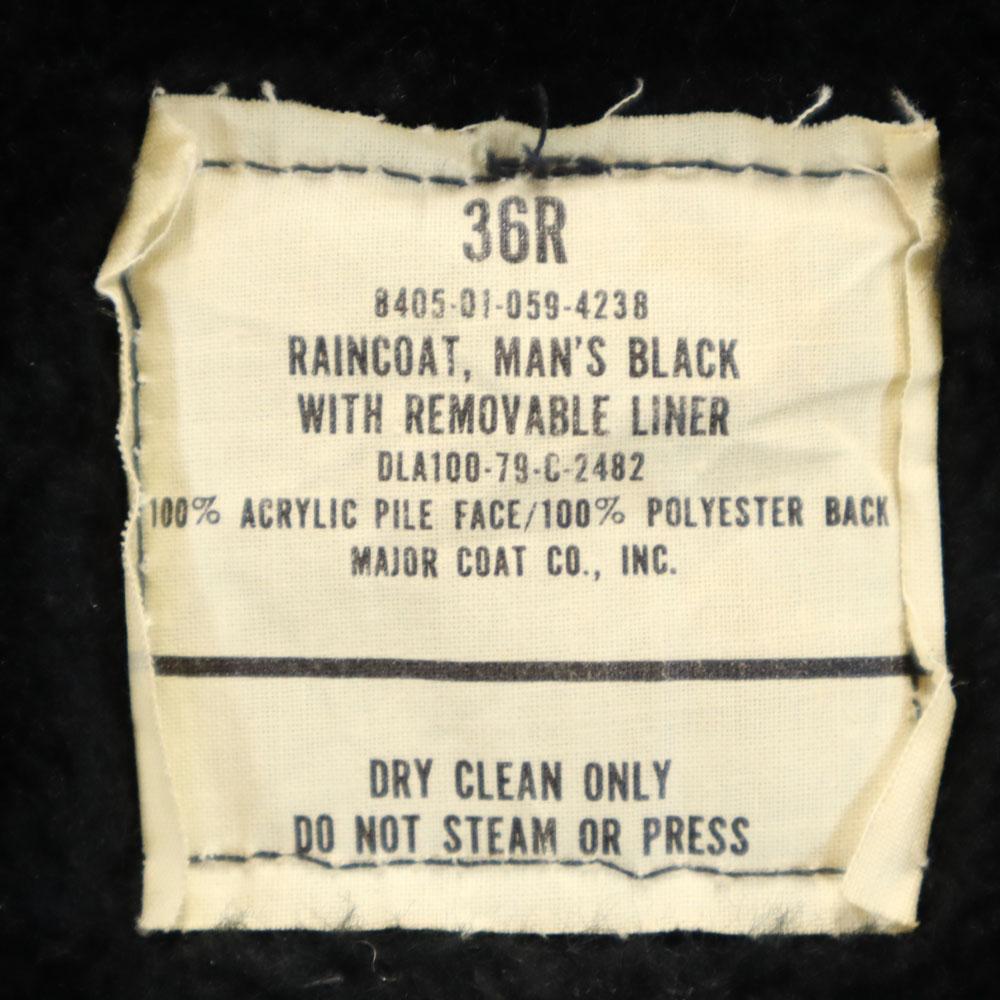 36R
8405-01-059-4238
RAINCOAT, MAN'S BLACK
WITH REMOVABLE LINER
DLA100-79-C-2482
100% ACRYLIC PILE FACE/100% POLYESTER BACK
MAJOR COAT CO., INC.
DRY CLEAN ONLY
DO NOT STEAM OR PRESS